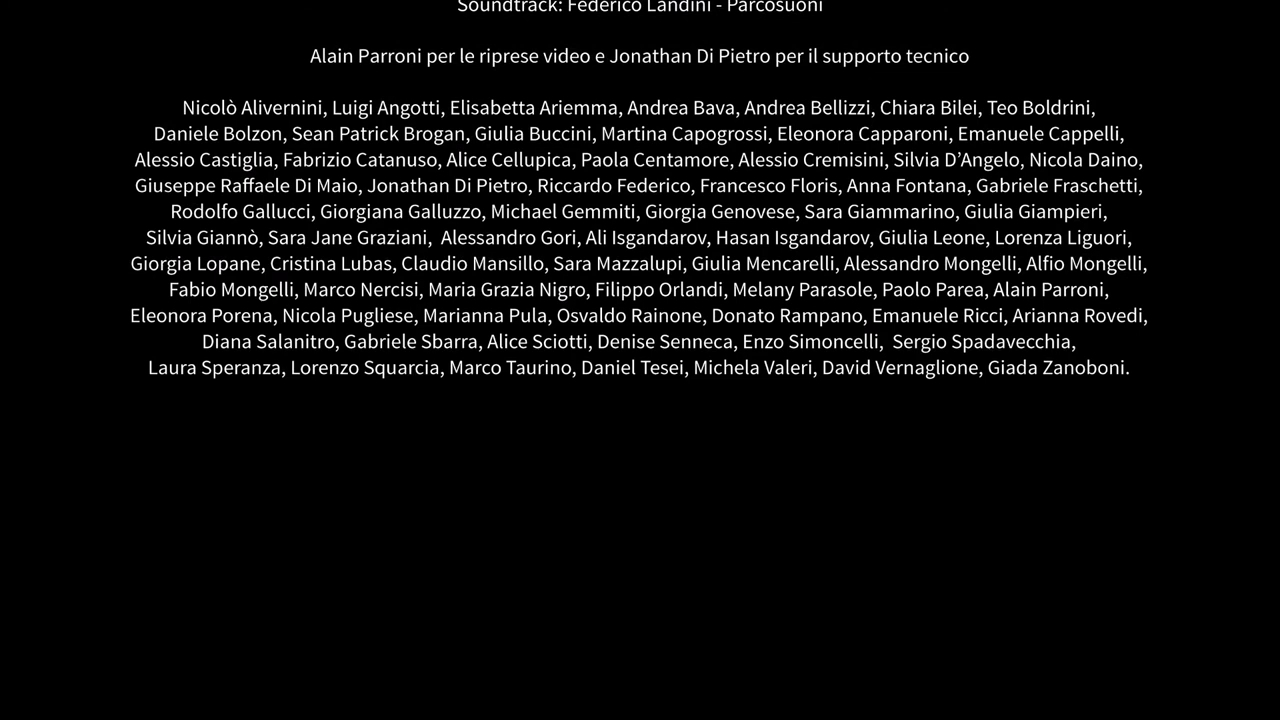 Soundtrack: Federico Landini - Parcosuoni
Alain Parroni per le riprese video e Jonathan Di Pietro per il supporto tecnico
Nicolò Alivernini, Luigi Angotti, Elisabetta Ariemma, Andrea Bava, Andrea Bellizzi, Chiara Bilei, Teo Boldrini,
Daniele Bolzon, Sean Patrick Brogan, Giulia Buccini, Martina Capogrossi, Eleonora Capparoni, Emanuele Cappelli,
Alessio Castiglia, Fabrizio Catanuso, Alice Cellupica, Paola Centamore, Alessio Cremisini, Silvia D’Angelo, Nicola Daino,
Giuseppe Raffaele Di Maio, Jonathan Di Pietro, Riccardo Federico, Francesco Floris, Anna Fontana, Gabriele Fraschetti,
Rodolfo Gallucci, Giorgiana Galluzzo, Michael Gemmiti, Giorgia Genovese, Sara Giammarino, Giulia Giampieri,
Silvia Giannò, Sara Jane Graziani,  Alessandro Gori, Ali Isgandarov, Hasan Isgandarov, Giulia Leone, Lorenza Liguori,
Giorgia Lopane, Cristina Lubas, Claudio Mansillo, Sara Mazzalupi, Giulia Mencarelli, Alessandro Mongelli, Alfio Mongelli,
Fabio Mongelli, Marco Nercisi, Maria Grazia Nigro, Filippo Orlandi, Melany Parasole, Paolo Parea, Alain Parroni,
Eleonora Porena, Nicola Pugliese, Marianna Pula, Osvaldo Rainone, Donato Rampano, Emanuele Ricci, Arianna Rovedi,
Diana Salanitro, Gabriele Sbarra, Alice Sciotti, Denise Senneca, Enzo Simoncelli,  Sergio Spadavecchia,
Laura Speranza, Lorenzo Squarcia, Marco Taurino, Daniel Tesei, Michela Valeri, David Vernaglione, Giada Zanoboni.